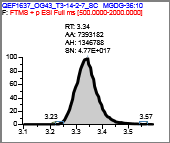 QEF1537_OG43_T3-14-2-7_SC MGDG-36:10
F: FTMS + p ESI Full ms [500.0000-2000.0000]
RT: 3.34
AA: 7393182
AH: 1345788
SN: 4.77E+017
100
80
60
40
20
0
3.23 3.57
3.1 3.2 3.3 3.4 3.5